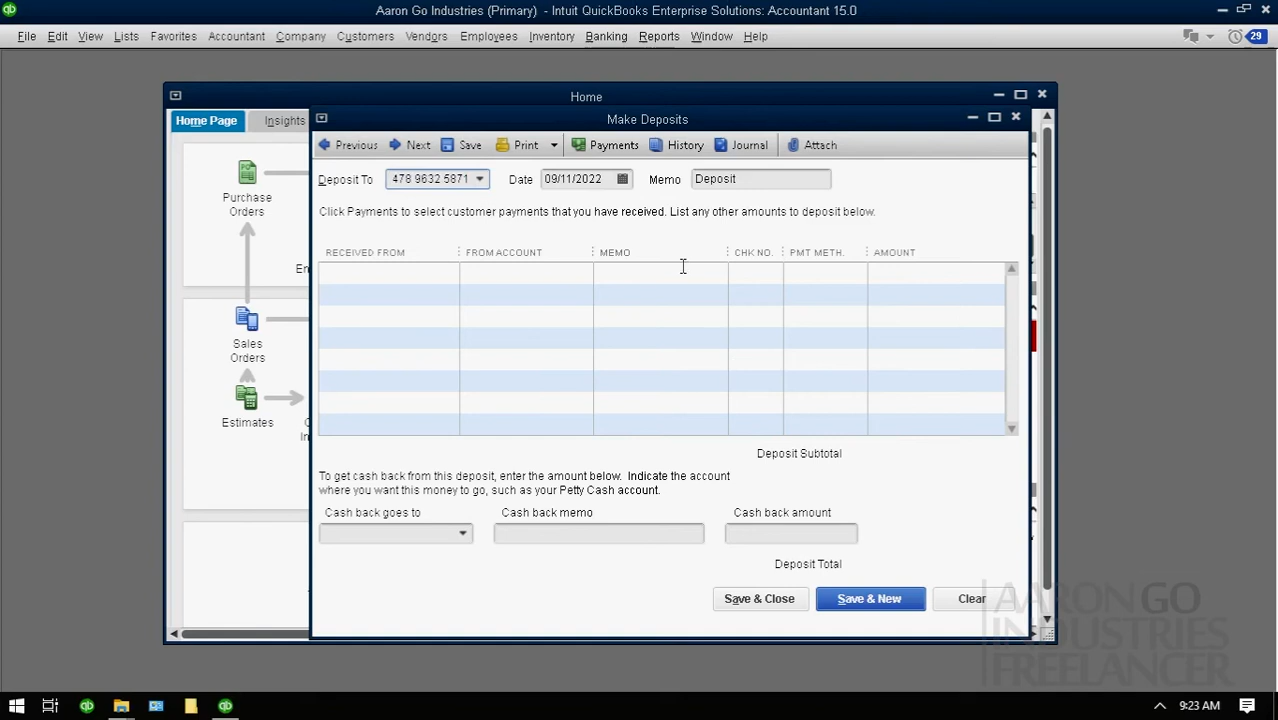 Aaron Go Industries (Primary) - Intuit QuickBooks Enterprise Solutions: Accountant 15.0
File Edit View Lists Favorites Accountant Company Customers Vendors Employees Inventory Banking Reports Window Help 29
Home
Home Page Insights
Make Deposits
Previous Next Save Print Payments History Journal Attach
Deposit To 478 9632 5871 Date 09/11/2022 Memo Deposit
Click Payments to select customer payments that you have received. List any other amounts to deposit below.
RECEIVED FROM FROM ACCOUNT MEMO CHK NO. PMT METH. AMOUNT
Purchase
Orders
Sales
Orders
Estimates
Deposit Subtotal
To get cash back from this deposit, enter the amount below. Indicate the account
where you want this money to go, such as your Petty Cash account.
Cash back goes to Cash back memo Cash back amount
Deposit Total
Save & Close Save & New Clear
AARON GO
INDUSTRIES
FREELANCER
9:23 AM